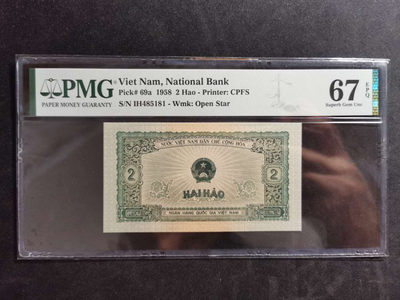 PMG
PAPER MONEY GUARANTY
Viet Nam, National Bank
Pick# 69a 1958 2 Hao - Printer: CPFS
S/N IH485181 - Wmk: Open Star
67
EPQ
Superb Gem Unc
NƯỚC VIỆT NAM DÂN CHỦ CỘNG HÒA
2
2
HAI HÀO
NGÂN HÀNG QUỐC GIA VIỆT NAM